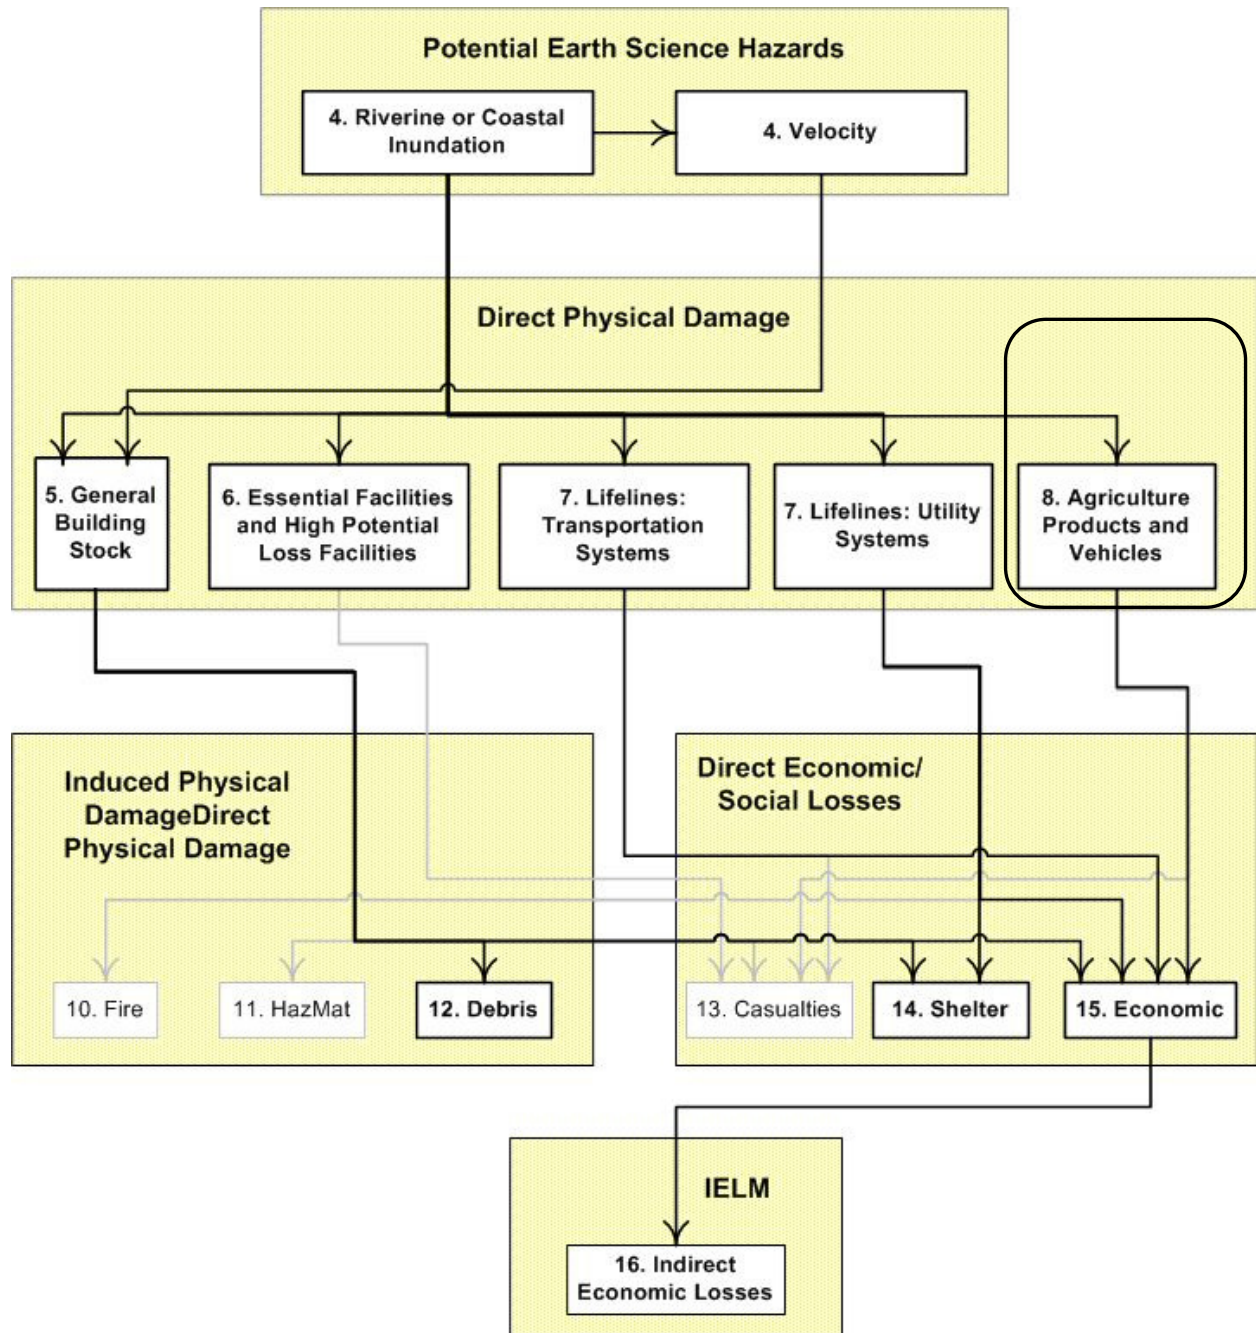 Potential Earth Science Hazards
4. Riverine or Coastal
Inundation
4. Velocity
Direct Physical Damage
5. General
Building
Stock
6. Essential Facilities
and High Potential
Loss Facilities
7. Lifelines:
Transportation
Systems
7. Lifelines: Utility
Systems
8. Agriculture
Products and
Vehicles
Induced Physical
DamageDirect
Physical Damage
Direct Economic/
Social Losses
10. Fire
11. HazMat
12. Debris
13. Casualties
14. Shelter
15. Economic
IELM
16. Indirect
Economic Losses